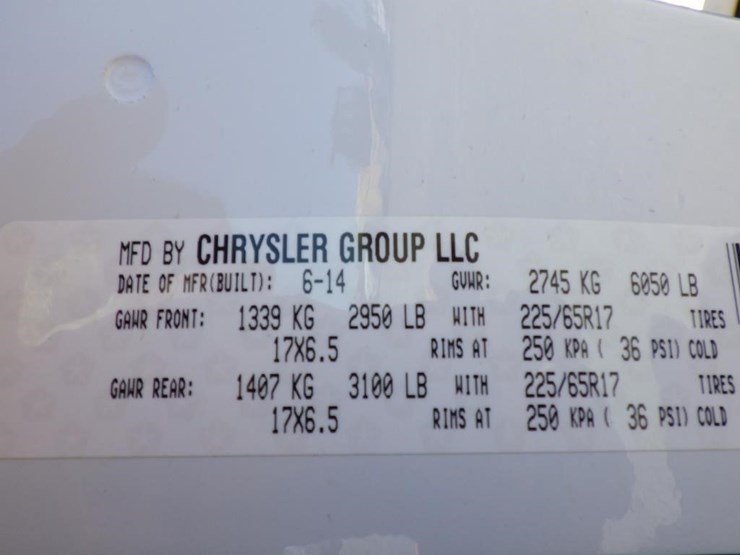 MFD BY CHRYSLER GROUP LLC
DATE OF MFR(BUILT): 6-14 GVWR: 2745 KG 6050 LB
GAWR FRONT: 1339 KG 2950 LB WITH 225/65R17 TIRES
17X6.5 RIMS AT 250 KPA ( 36 PSI) COLD
GAWR REAR: 1407 KG 3100 LB WITH 225/65R17 TIRES
17X6.5 RIMS AT 250 KPA ( 36 PSI) COLD